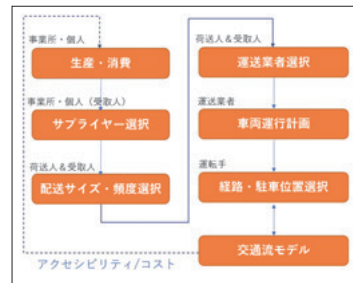 事業所・個人
生産・消費
事業所・個人（受取人）
サプライヤー選択
荷送人＆受取人
配送サイズ・頻度選択
荷送人＆受取人
運送業者選択
運送業者
車両運行計画
運転手
経路・駐車位置選択
交通流モデル
アクセシビリティ/コスト